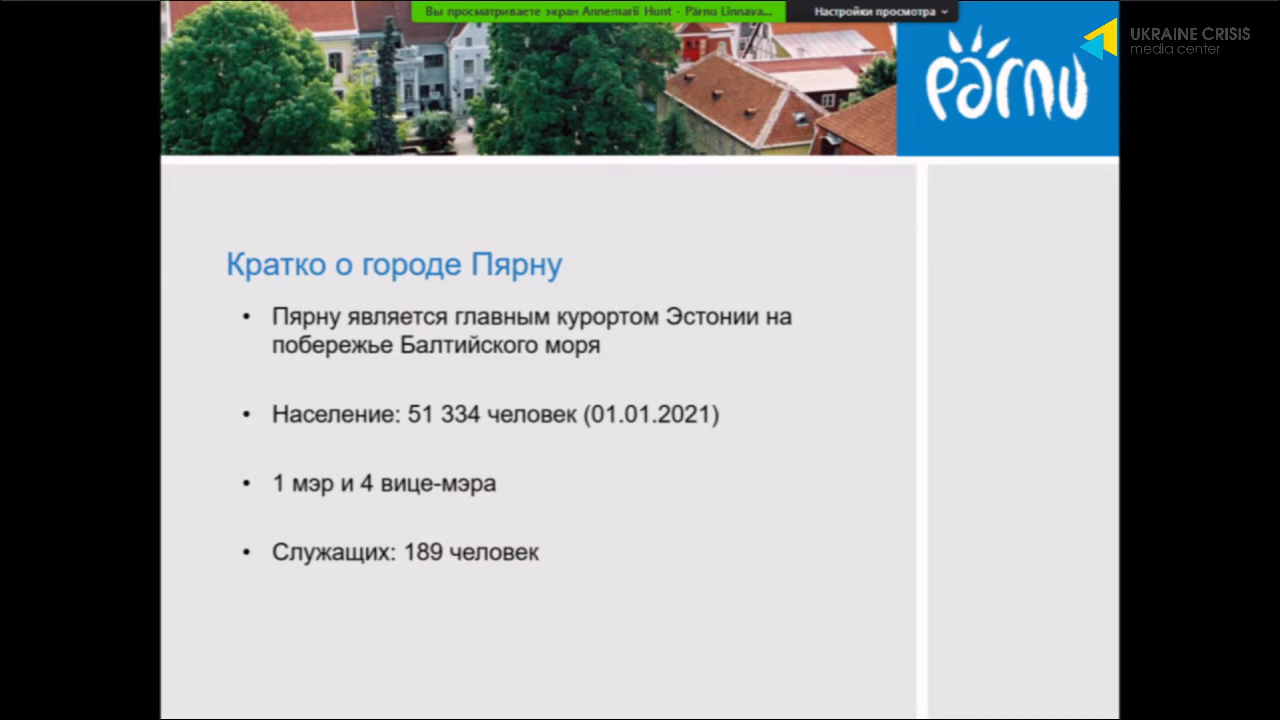 Вы просматриваете экран Annemarii Hunt - Pärnu Linnava...
Настройки просмотра
UKRAINE CRISIS
media center
pärnu
Кратко о городе Пярну
• Пярну является главным курортом Эстонии на
побережье Балтийского моря
• Население: 51 334 человек (01.01.2021)
• 1 мэр и 4 вице-мэра
• Служащих: 189 человек